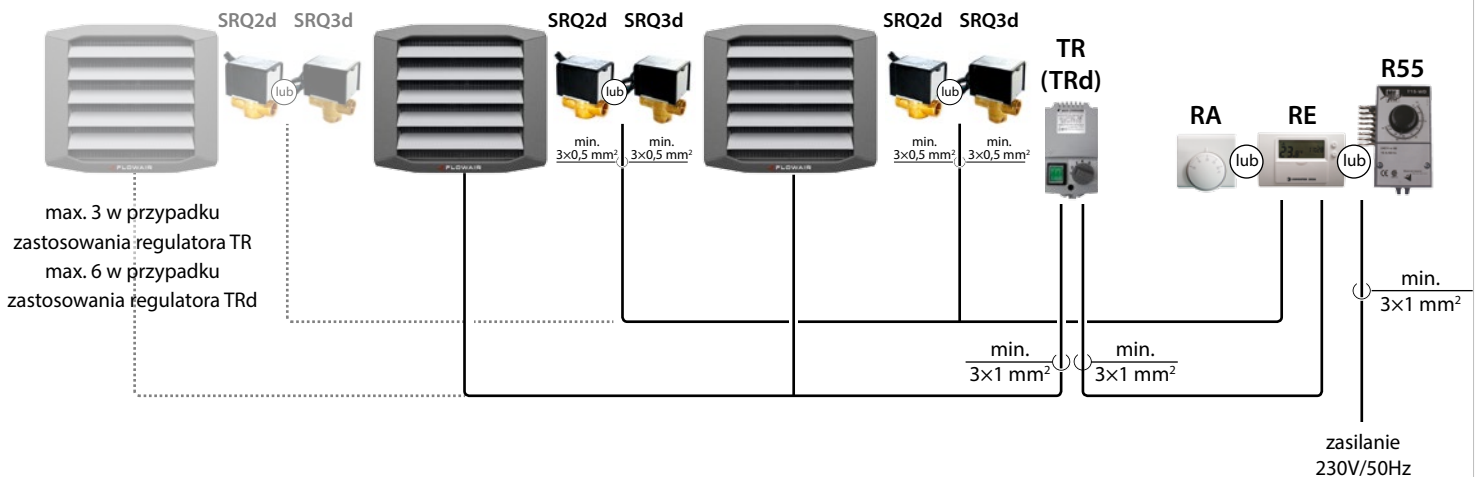 SRQ2d SRQ3d
SRQ2d SRQ3d
SRQ2d SRQ3d
TR
(TRd)
R55
RA
RE
lub
lub
lub
lub
lub
min.
3×0,5 mm²
min.
3×0,5 mm²
min.
3×0,5 mm²
min.
3×0,5 mm²
FLOWAIR
FLOWAIR
FLOWAIR
max. 3 w przypadku
zastosowania regulatora TR
max. 6 w przypadku
zastosowania regulatora TRd
min.
3×1 mm²
min.
3×1 mm²
min.
3×1 mm²
zasilanie
230V/50Hz